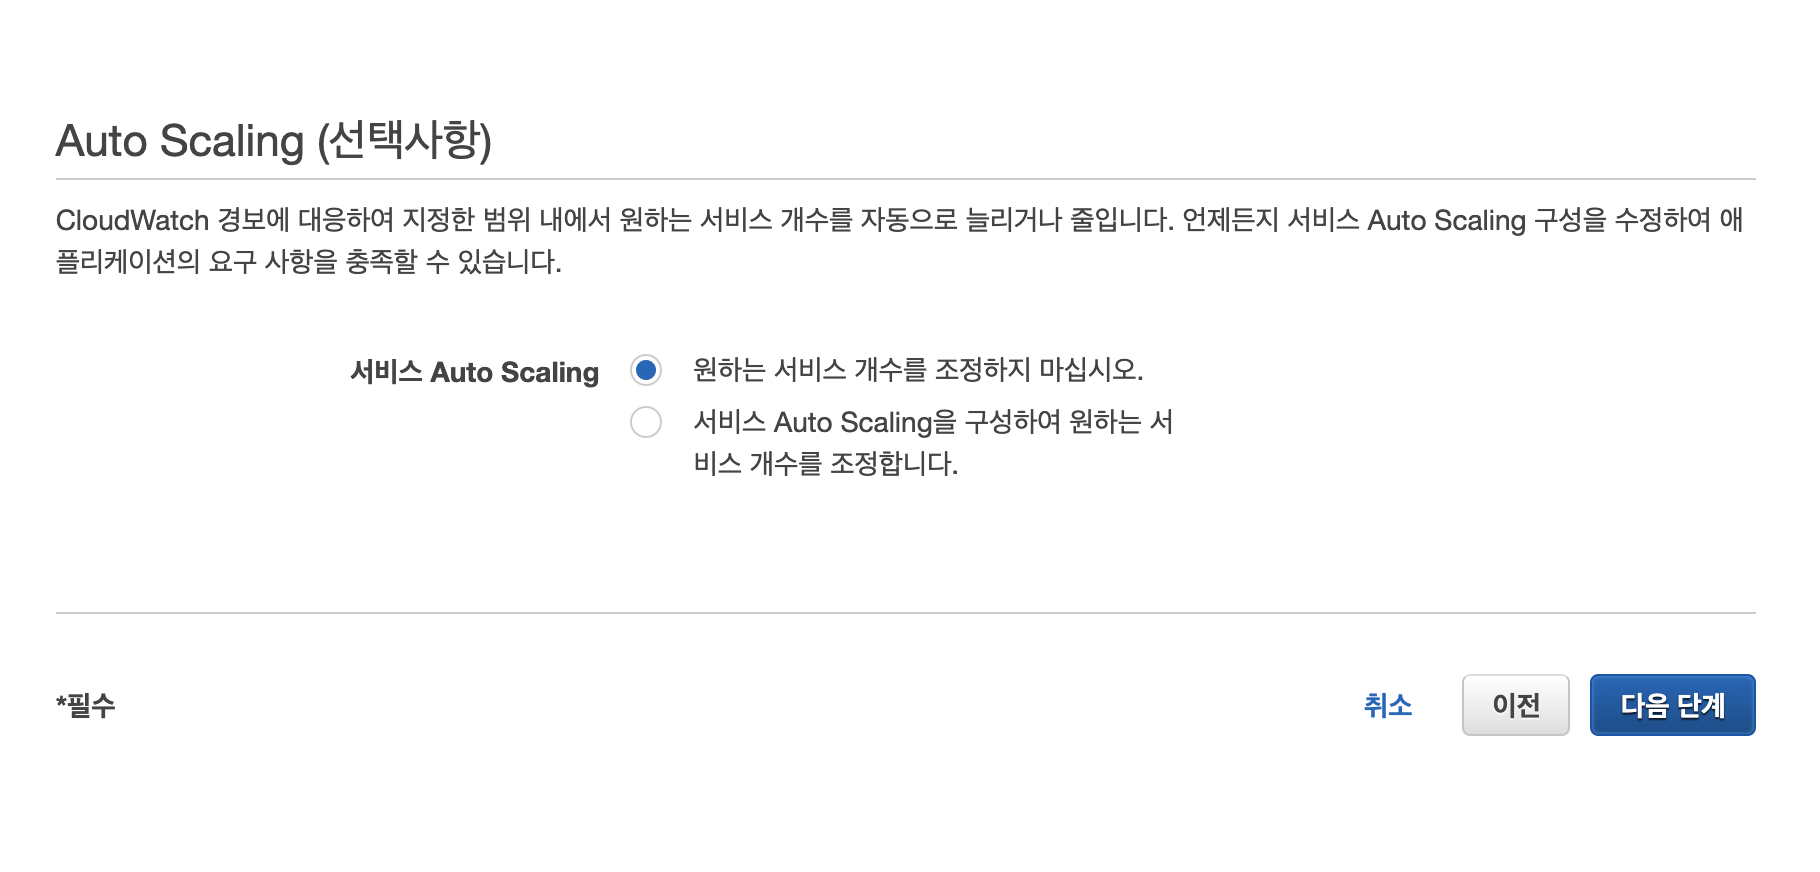 Auto Scaling (선택사항)
CloudWatch 경보에 대응하여 지정한 범위 내에서 원하는 서비스 개수를 자동으로 늘리거나 줄입니다. 언제든지 서비스 Auto Scaling 구성을 수정하여 애
플리케이션의 요구 사항을 충족할 수 있습니다.
서비스 Auto Scaling 원하는 서비스 개수를 조정하지 마십시오.
서비스 Auto Scaling을 구성하여 원하는 서
비스 개수를 조정합니다.
*필수 취소 이전 다음 단계